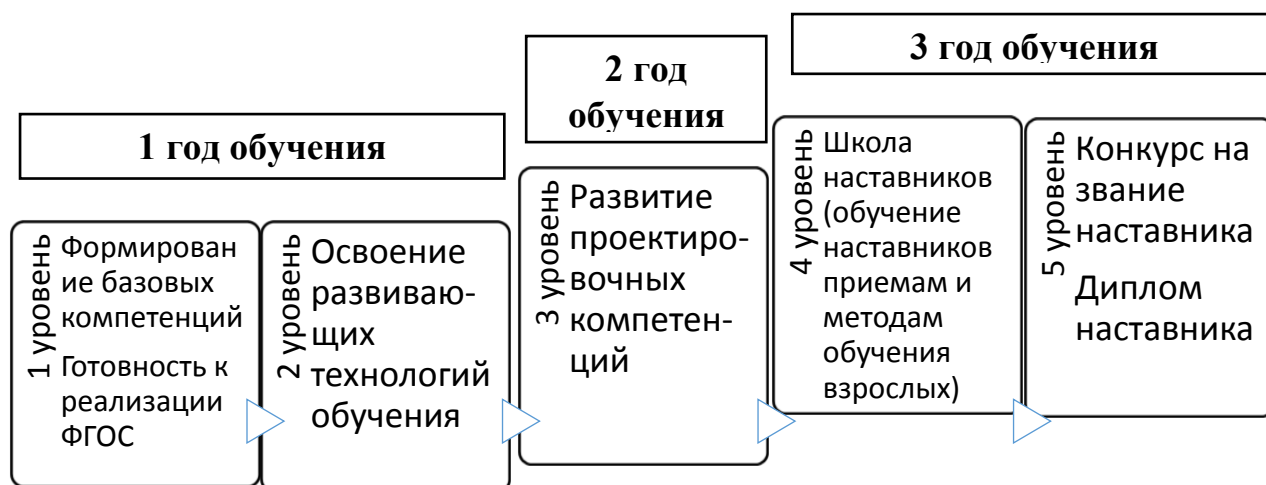 1 год обучения
2 год
обучения
3 год обучения
1 уровень
Формирован
ие базовых
компетенций
Готовность к
реализации
ФГОС
2 уровень
Освоение
развиваю-
щих
технологий
обучения
3 уровень
Развитие
проектиро-
вочных
компетен-
ций
4 уровень
Школа
наставников
(обучение
наставников
приемам и
методам
обучения
взрослых)
5 уровень
Конкурс на
звание
наставника
Диплом
наставника